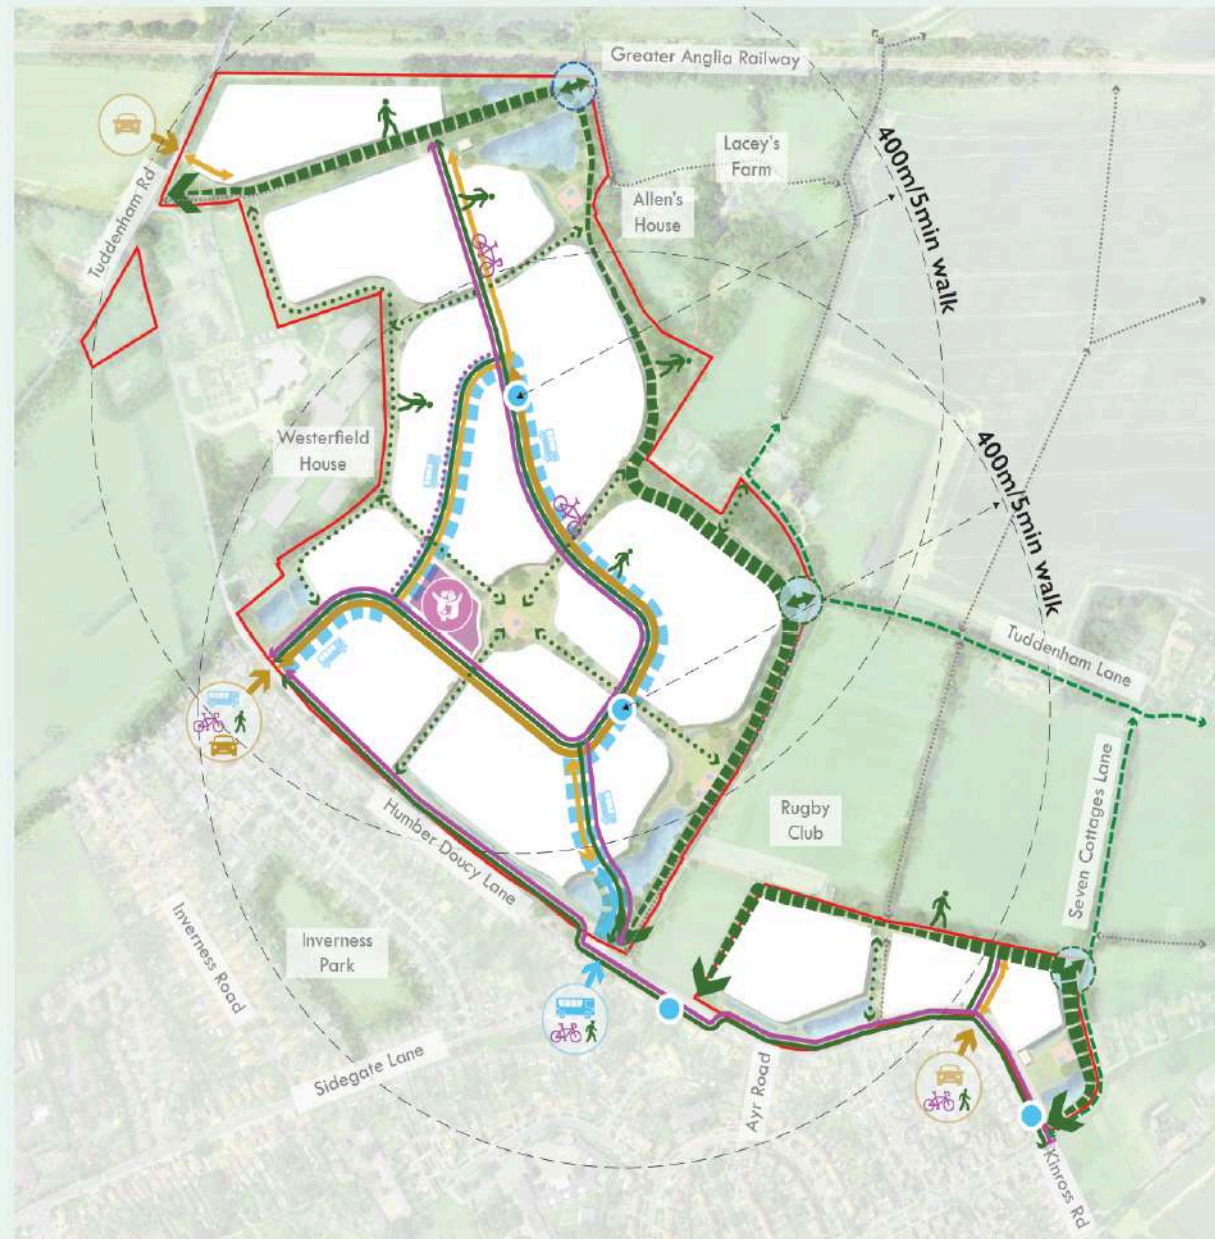 Greater Anglia Railway
Lacey's
Farm
400m/5min walk
Allen's
House
Tuddenham Rd
Westerfield
House
400m/5min walk
Tuddenham Lane
Rugby
Club
Seven Cottages Lane
Humber Doucy Lane
Inverness Road
Inverness
Park
Sidegate Lane
Ayr Road
Kinross Rd